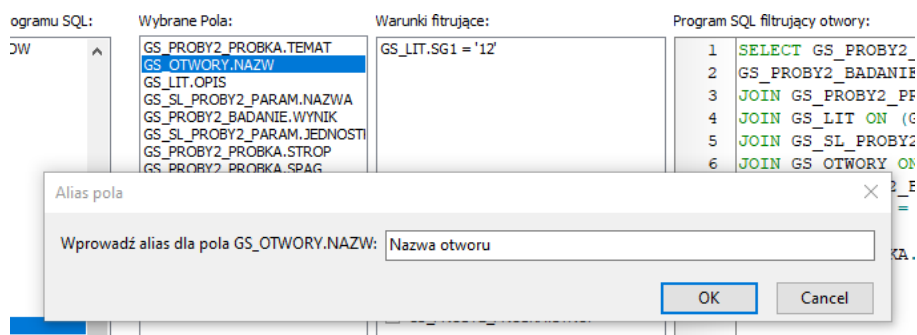 ogramu SQL:
Wybrane Pola:
Warunki fitrujące:
Program SQL filtrujący otwory:
OW
GS_PROBY2_PROBKA.TEMAT
GS_OTWORY.NAZW
GS_LIT.OPIS
GS_SL_PROBY2_PARAM.NAZWA
GS_PROBY2_BADANIE.WYNIK
GS_SL_PROBY2_PARAM.JEDNOSTI
GS_PROBY2_PROBKA.STROP
GS_PROBY2_PROBKA.SPAG
GS_LIT.SG1 = '12'
1 SELECT GS_PROBY2_
2 GS_PROBY2_BADANIE
3 JOIN GS_PROBY2_PR
4 JOIN GS_LIT ON (G
5 JOIN GS_SL_PROBY2
6 JOIN GS_OTWORY ON
2_B
=
KA.
Alias pola
Wprowadź alias dla pola GS_OTWORY.NAZW:
Nazwa otworu
OK
Cancel